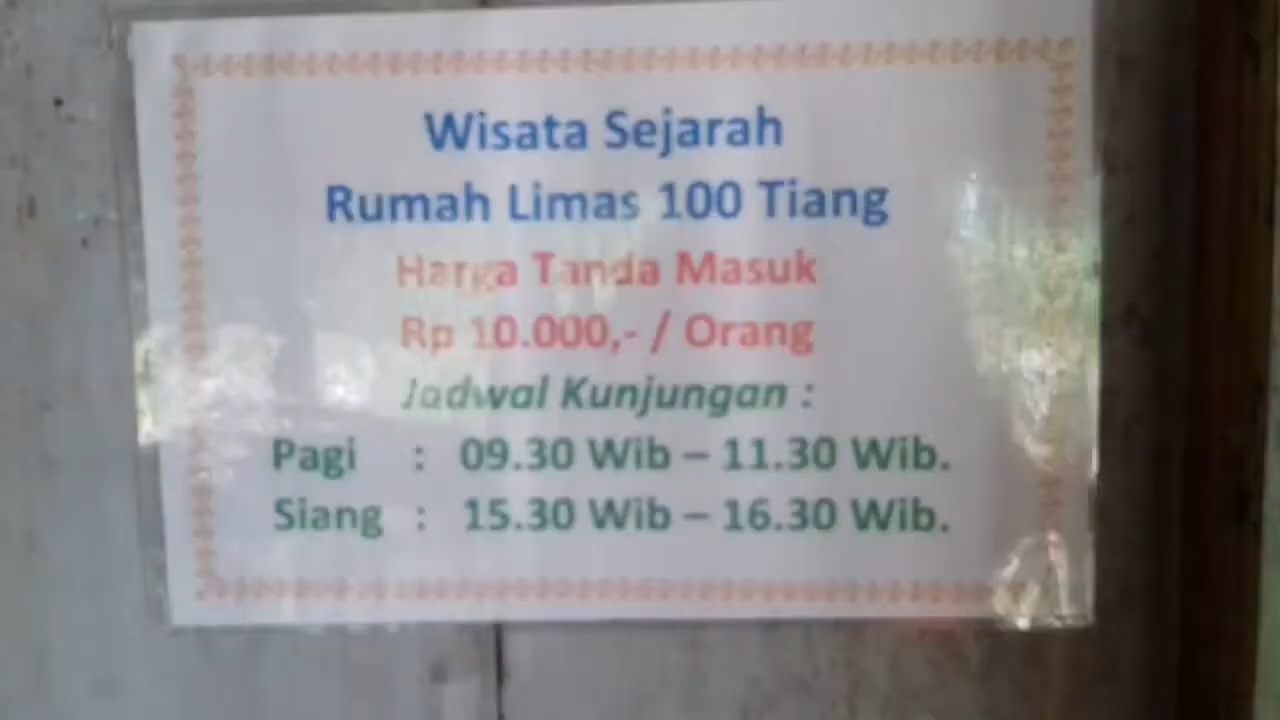 Wisata Sejarah
Rumah Limas 100 Tiang
Harga Tanda Masuk
Rp 10.000,- / Orang
Jadwal Kunjungan :
Pagi : 09.30 Wib – 11.30 Wib.
Siang : 15.30 Wib – 16.30 Wib.